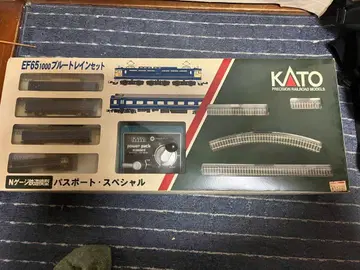 EF65 1000ブルートレインセット
KATO
PRECISION RAILROAD MODELS
power pack
Nゲージ鉄道模型
パスポート・スペシャル